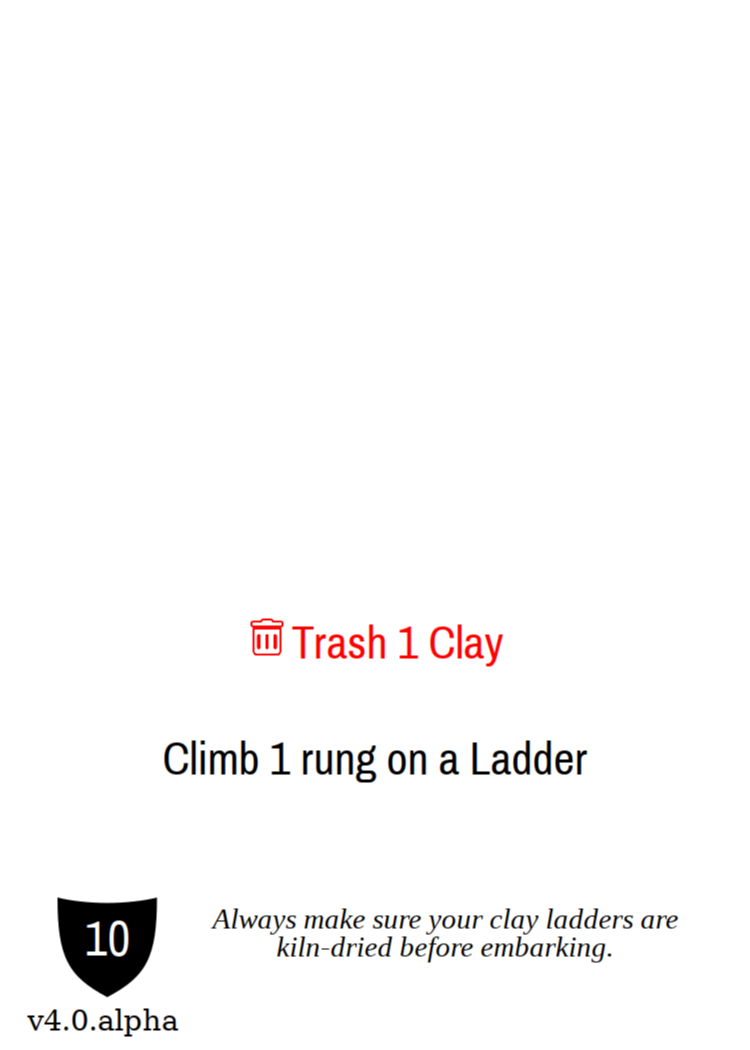 Trash 1 Clay
Climb 1 rung on a Ladder
10
Always make sure your clay ladders are
kiln-dried before embarking.
v4.0.alpha